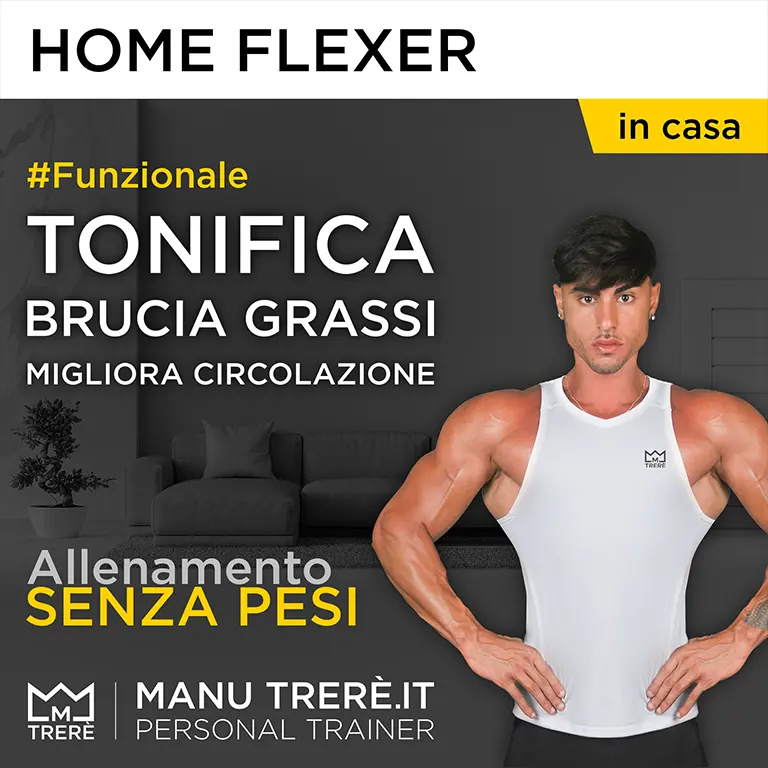 HOME FLEXER
in casa
#Funzionale
TONIFICA
BRUCIA GRASSI
MIGLIORA CIRCOLAZIONE
M
TRERÈ
Allenamento
SENZA PESI
M
TRERÈ
MANU TRERÈ.IT
PERSONAL TRAINER